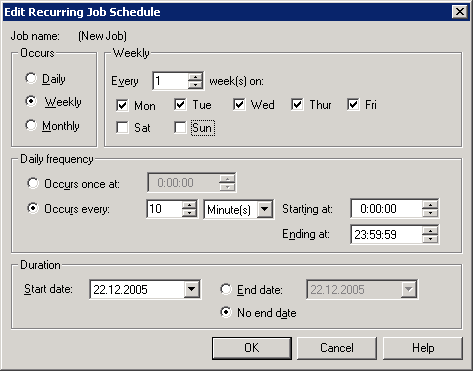 Edit Recurring Job Schedule
Job name: (New Job)
Occurs
Daily
Weekly
Monthly
Weekly
Every 1 week(s) on:
Mon Tue Wed Thur Fri
Sat Sun
Daily frequency
Occurs once at: 0:00:00
Occurs every: 10 Minute(s)
Starting at: 0:00:00
Ending at: 23:59:59
Duration
Start date: 22.12.2005
End date: 22.12.2005
No end date
OK Cancel Help